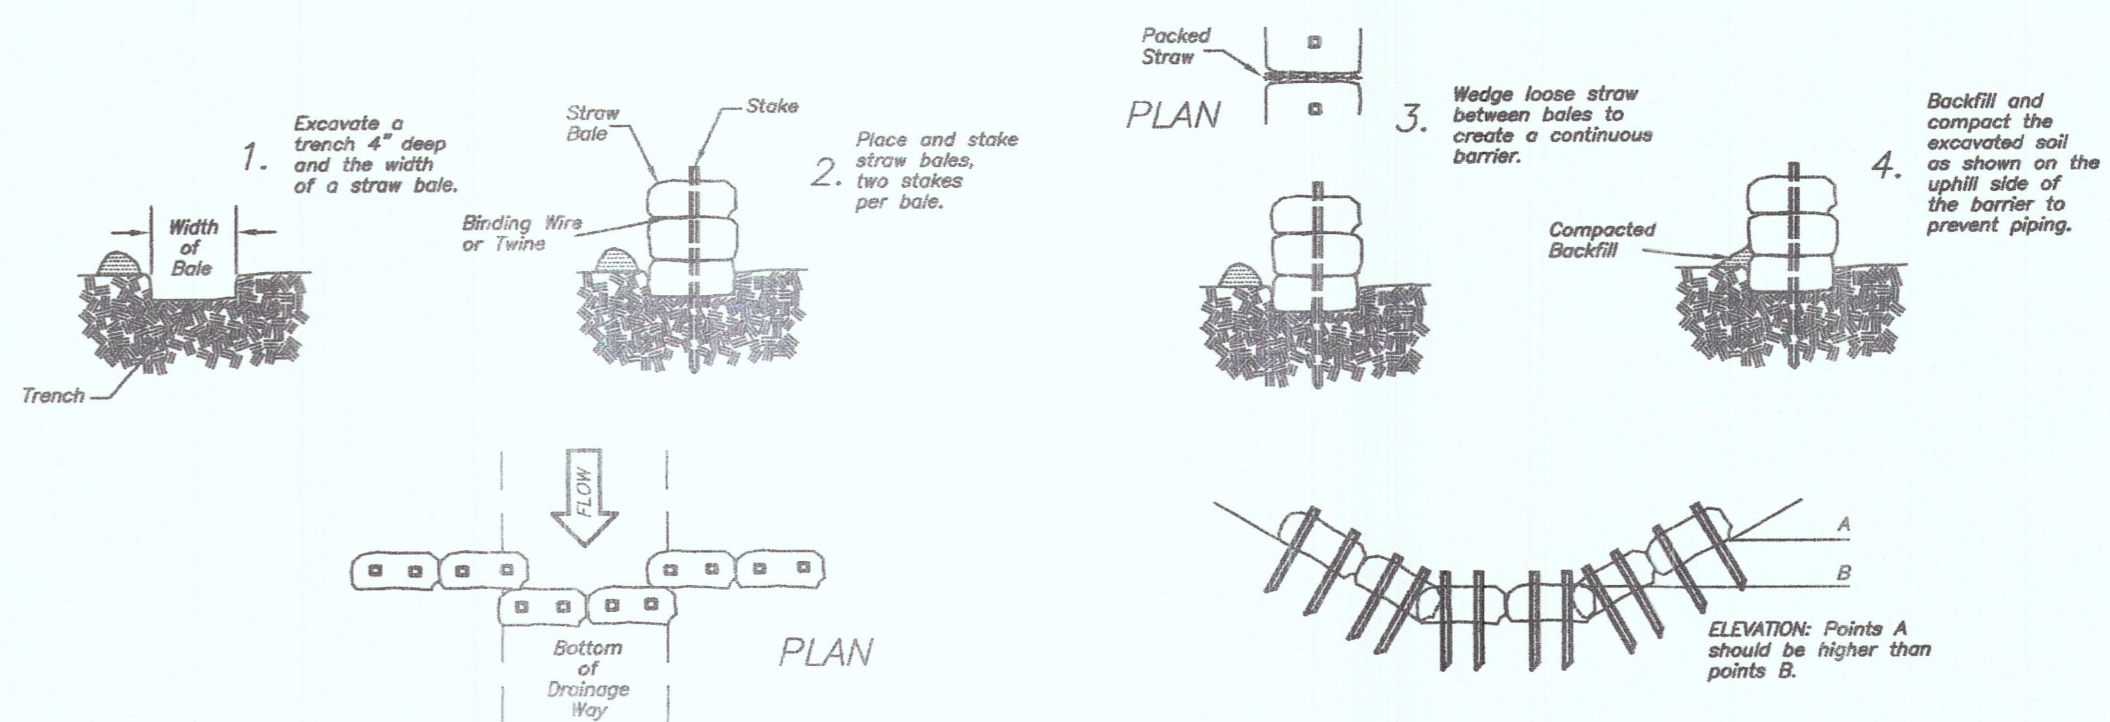 1.
Excavate a
trench 4" deep
and the width
of a straw bale.
Width
of
Bale
Trench
Straw
Bale
Stake
Binding Wire
or Twine
2.
Place and stake
straw bales,
two stakes
per bale.
Packed
Straw
PLAN
3.
Wedge loose straw
between bales to
create a continuous
barrier.
4.
Backfill and
compact the
excavated soil
as shown on the
uphill side of
the barrier to
prevent piping.
Compacted
Backfill
FLOW
Bottom
of
Drainage
Way
PLAN
A
B
ELEVATION: Points A
should be higher than
points B.